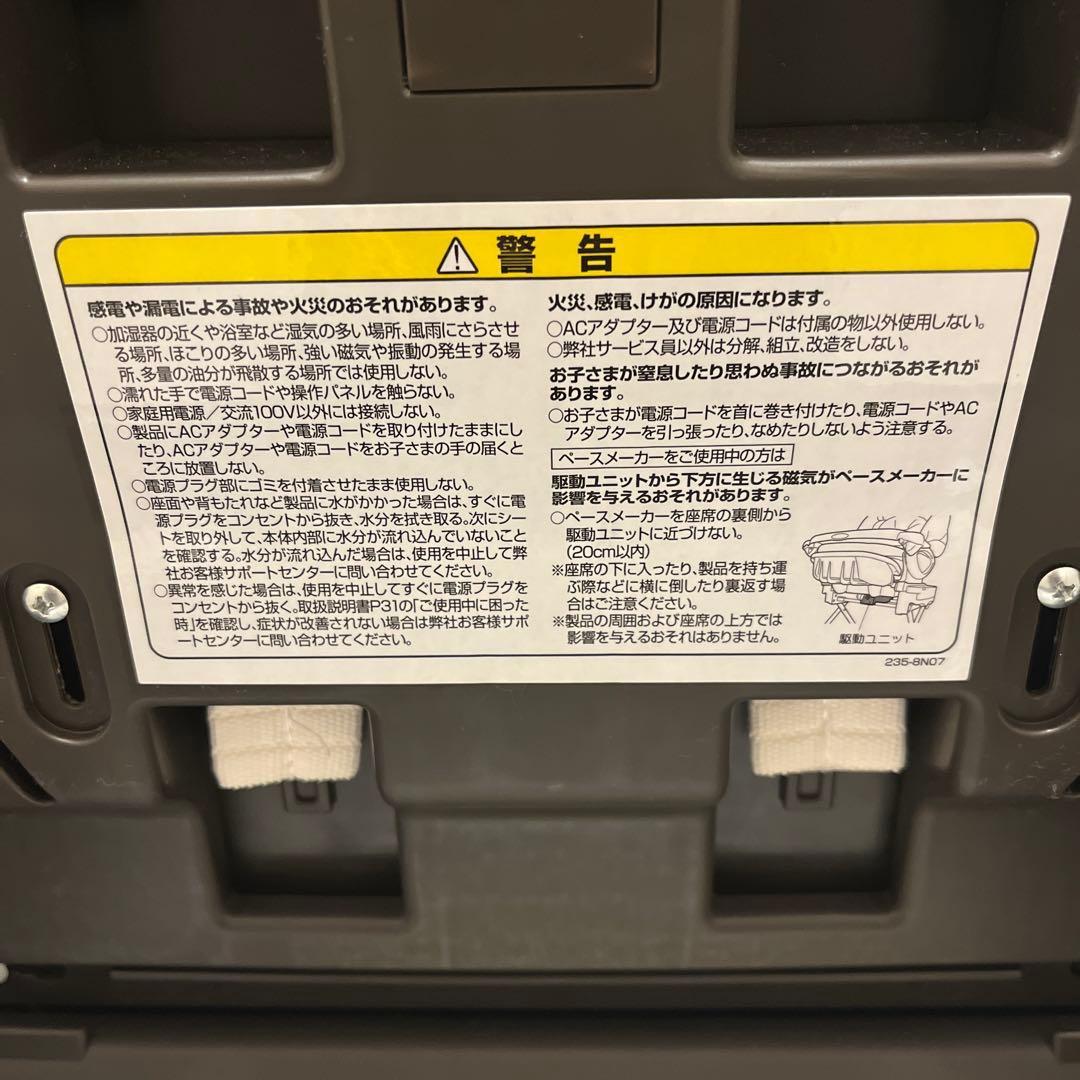 ⚠警告
感電や漏電による事故や火災のおそれがあります。
○加湿器の近くや浴室など湿気の多い場所、風雨にさらさせ
る場所、ほこりの多い場所、強い磁気や振動の発生する場
所、多量の油分が飛散する場所では使用しない。
○濡れた手で電源コードや操作パネルを触らない。
○家庭用電源／交流100V以外には接続しない。
○製品にACアダプターや電源コードを取り付けたままにし
たり、ACアダプターや電源コードをお子さまの手の届くと
ころに放置しない。
○電源プラグ部にゴミを付着させたまま使用しない。
○座面や背もたれなど製品に水がかかった場合は、すぐに電
源プラグをコンセントから抜き、水分を拭き取る。次にシー
トを取り外して、本体内部に水分が流れ込んでいないこと
を確認する。水分が流れ込んだ場合は、使用を中止して弊
社お客様サポートセンターに問い合わせてください。
○異常を感じた場合は、使用を中止してすぐに電源プラグを
コンセントから抜く。取扱説明書P31の「ご使用中に困った
時」を確認し、症状が改善されない場合は弊社お客様サポ
ートセンターに問い合わせてください。
火災、感電、けがの原因になります。
○ACアダプター及び電源コードは付属の物以外使用しない。
○弊社サービス員以外は分解、組立、改造をしない。
お子さまが窒息したり思わぬ事故につながるおそれが
あります。
○お子さまが電源コードを首に巻き付けたり、電源コードやAC
アダプターを引っ張ったり、なめたりしないよう注意する。
ペースメーカーをご使用中の方は
駆動ユニットから下方に生じる磁気がペースメーカーに
影響を与えるおそれがあります。
○ペースメーカーを座席の裏側から
駆動ユニットに近づけない。
(20cm以内)
※座席の下に入ったり、製品を持ち運
ぶ際などに横に倒したり裏返す場
合はご注意ください。
※製品の周囲および座席の上方では
影響を与えるおそれはありません。
駆動ユニット
235-8N07